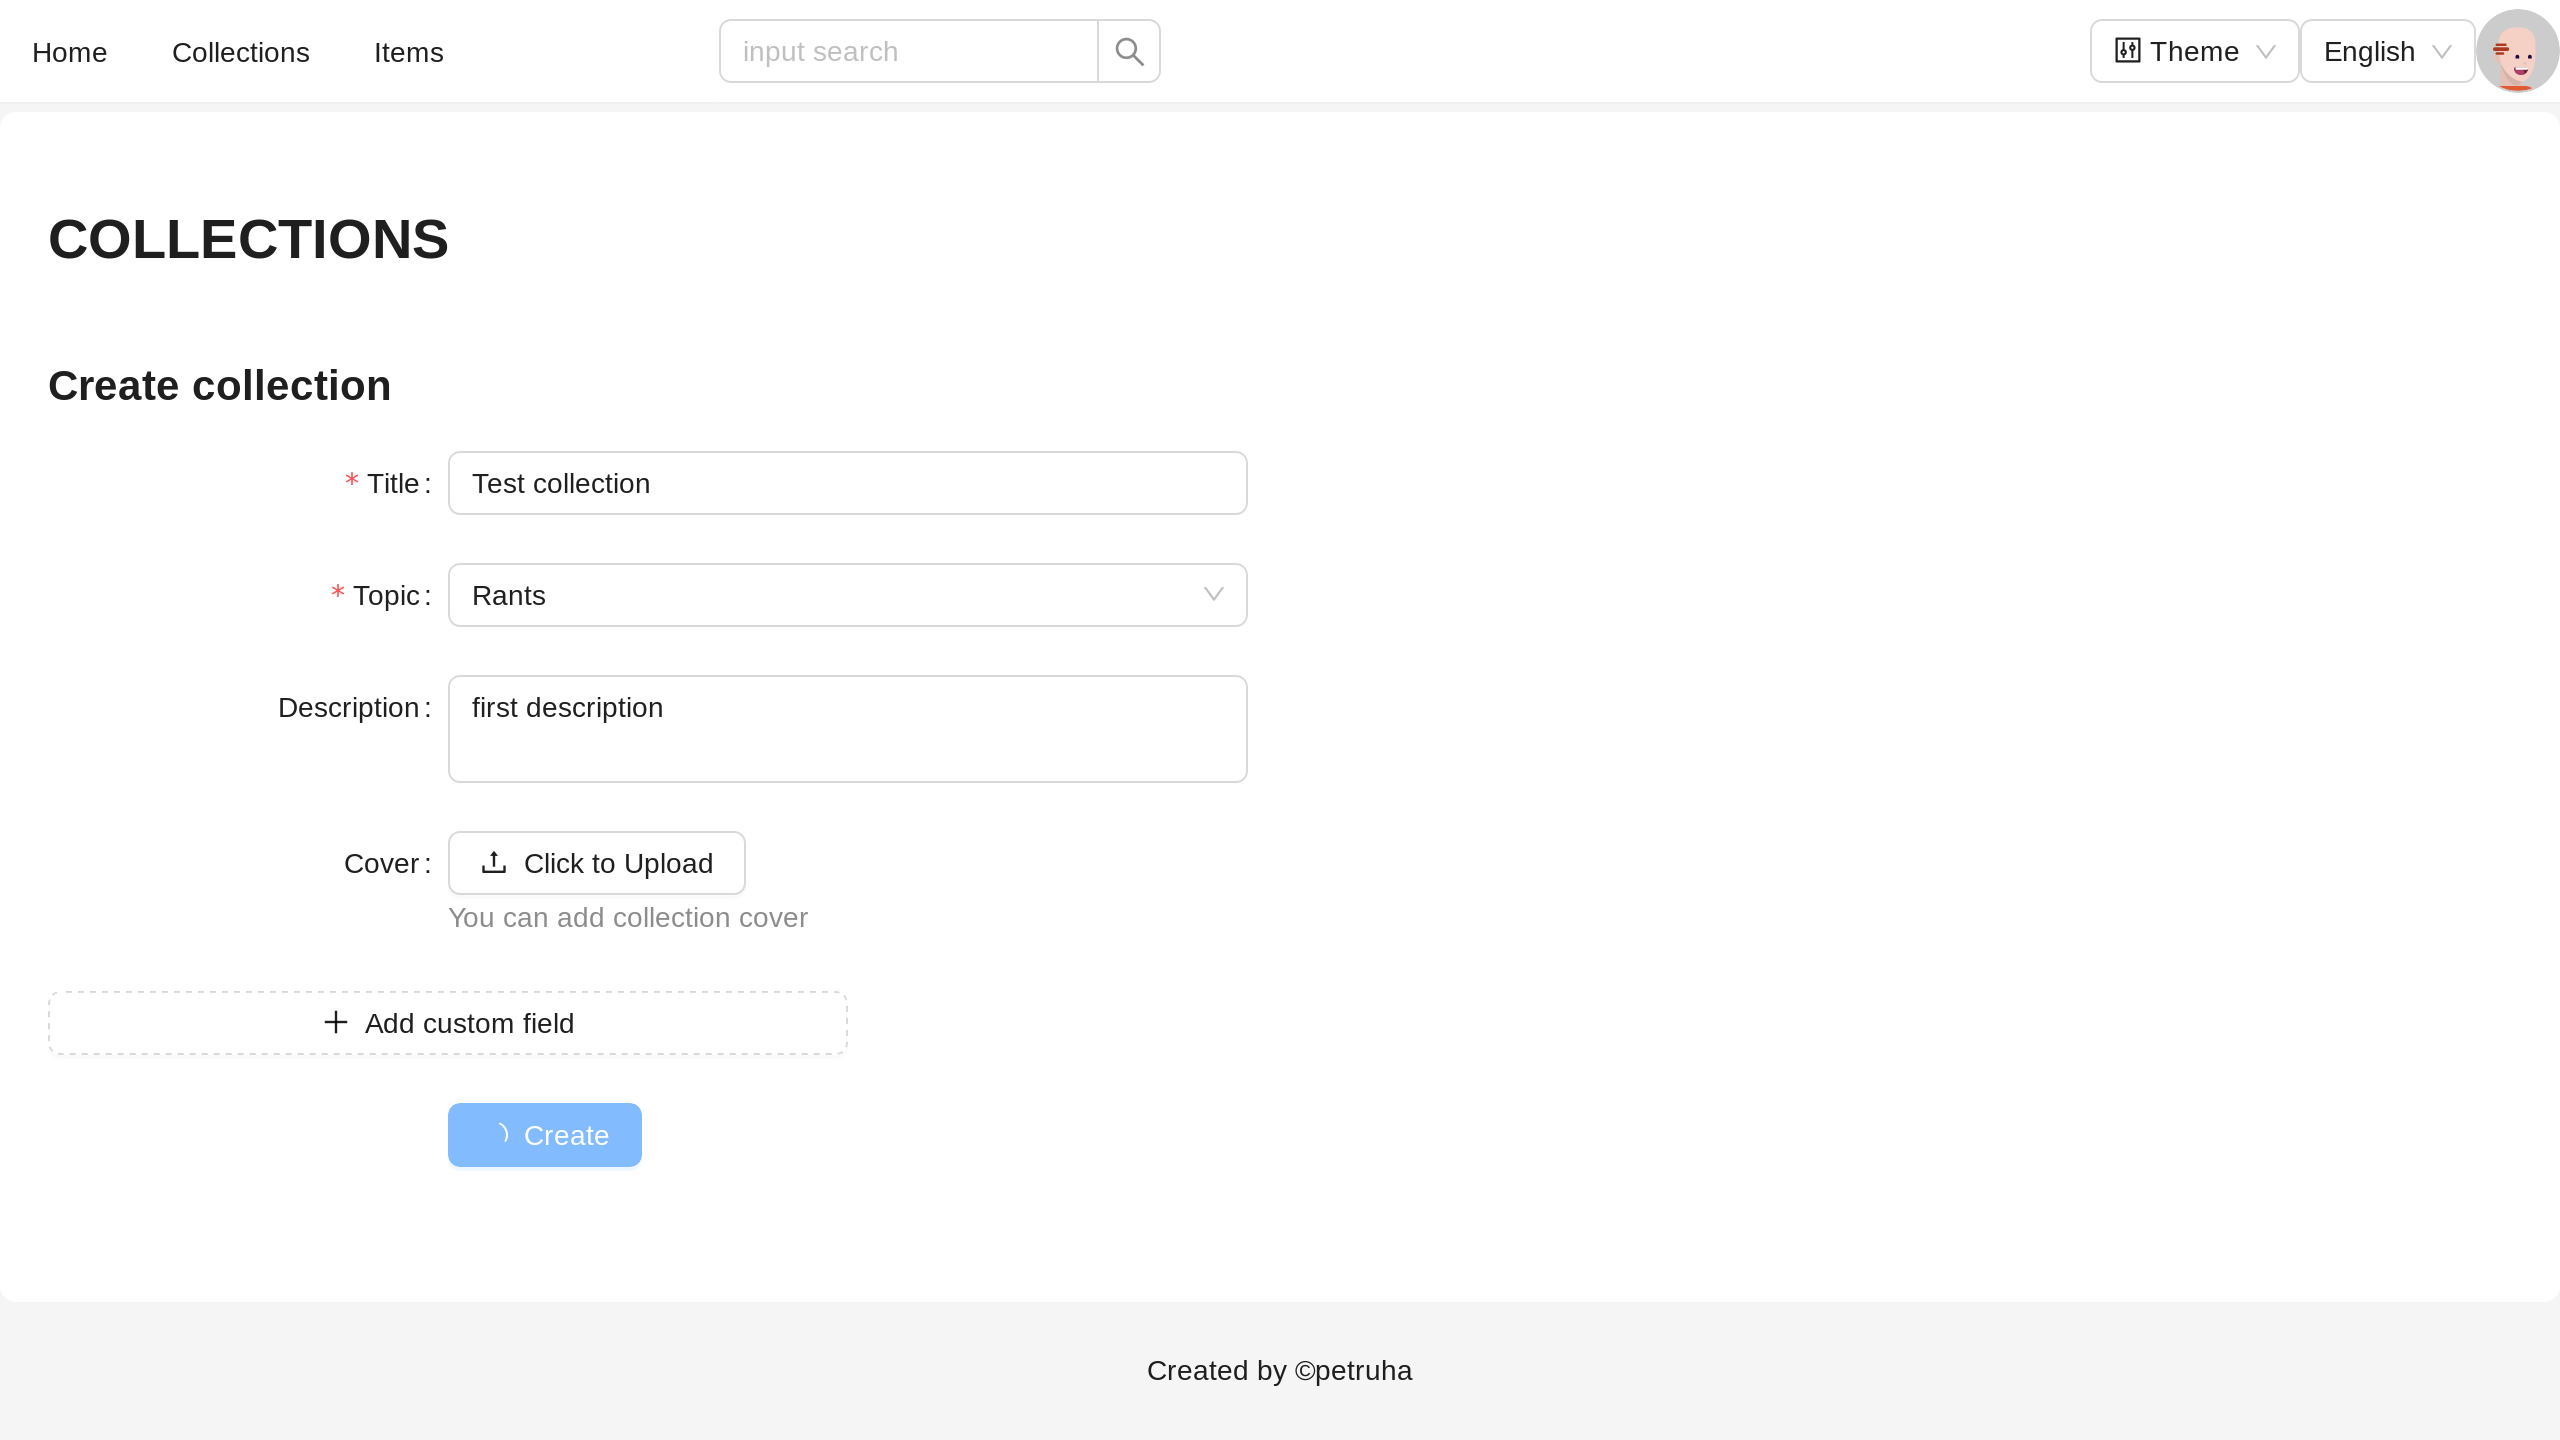 Home Collections Items input search Theme English
COLLECTIONS
Create collection
* Title: Test collection
* Topic: Rants
Description: first description
Cover: Click to Upload
You can add collection cover
Add custom field
Create
Created by ©petruha